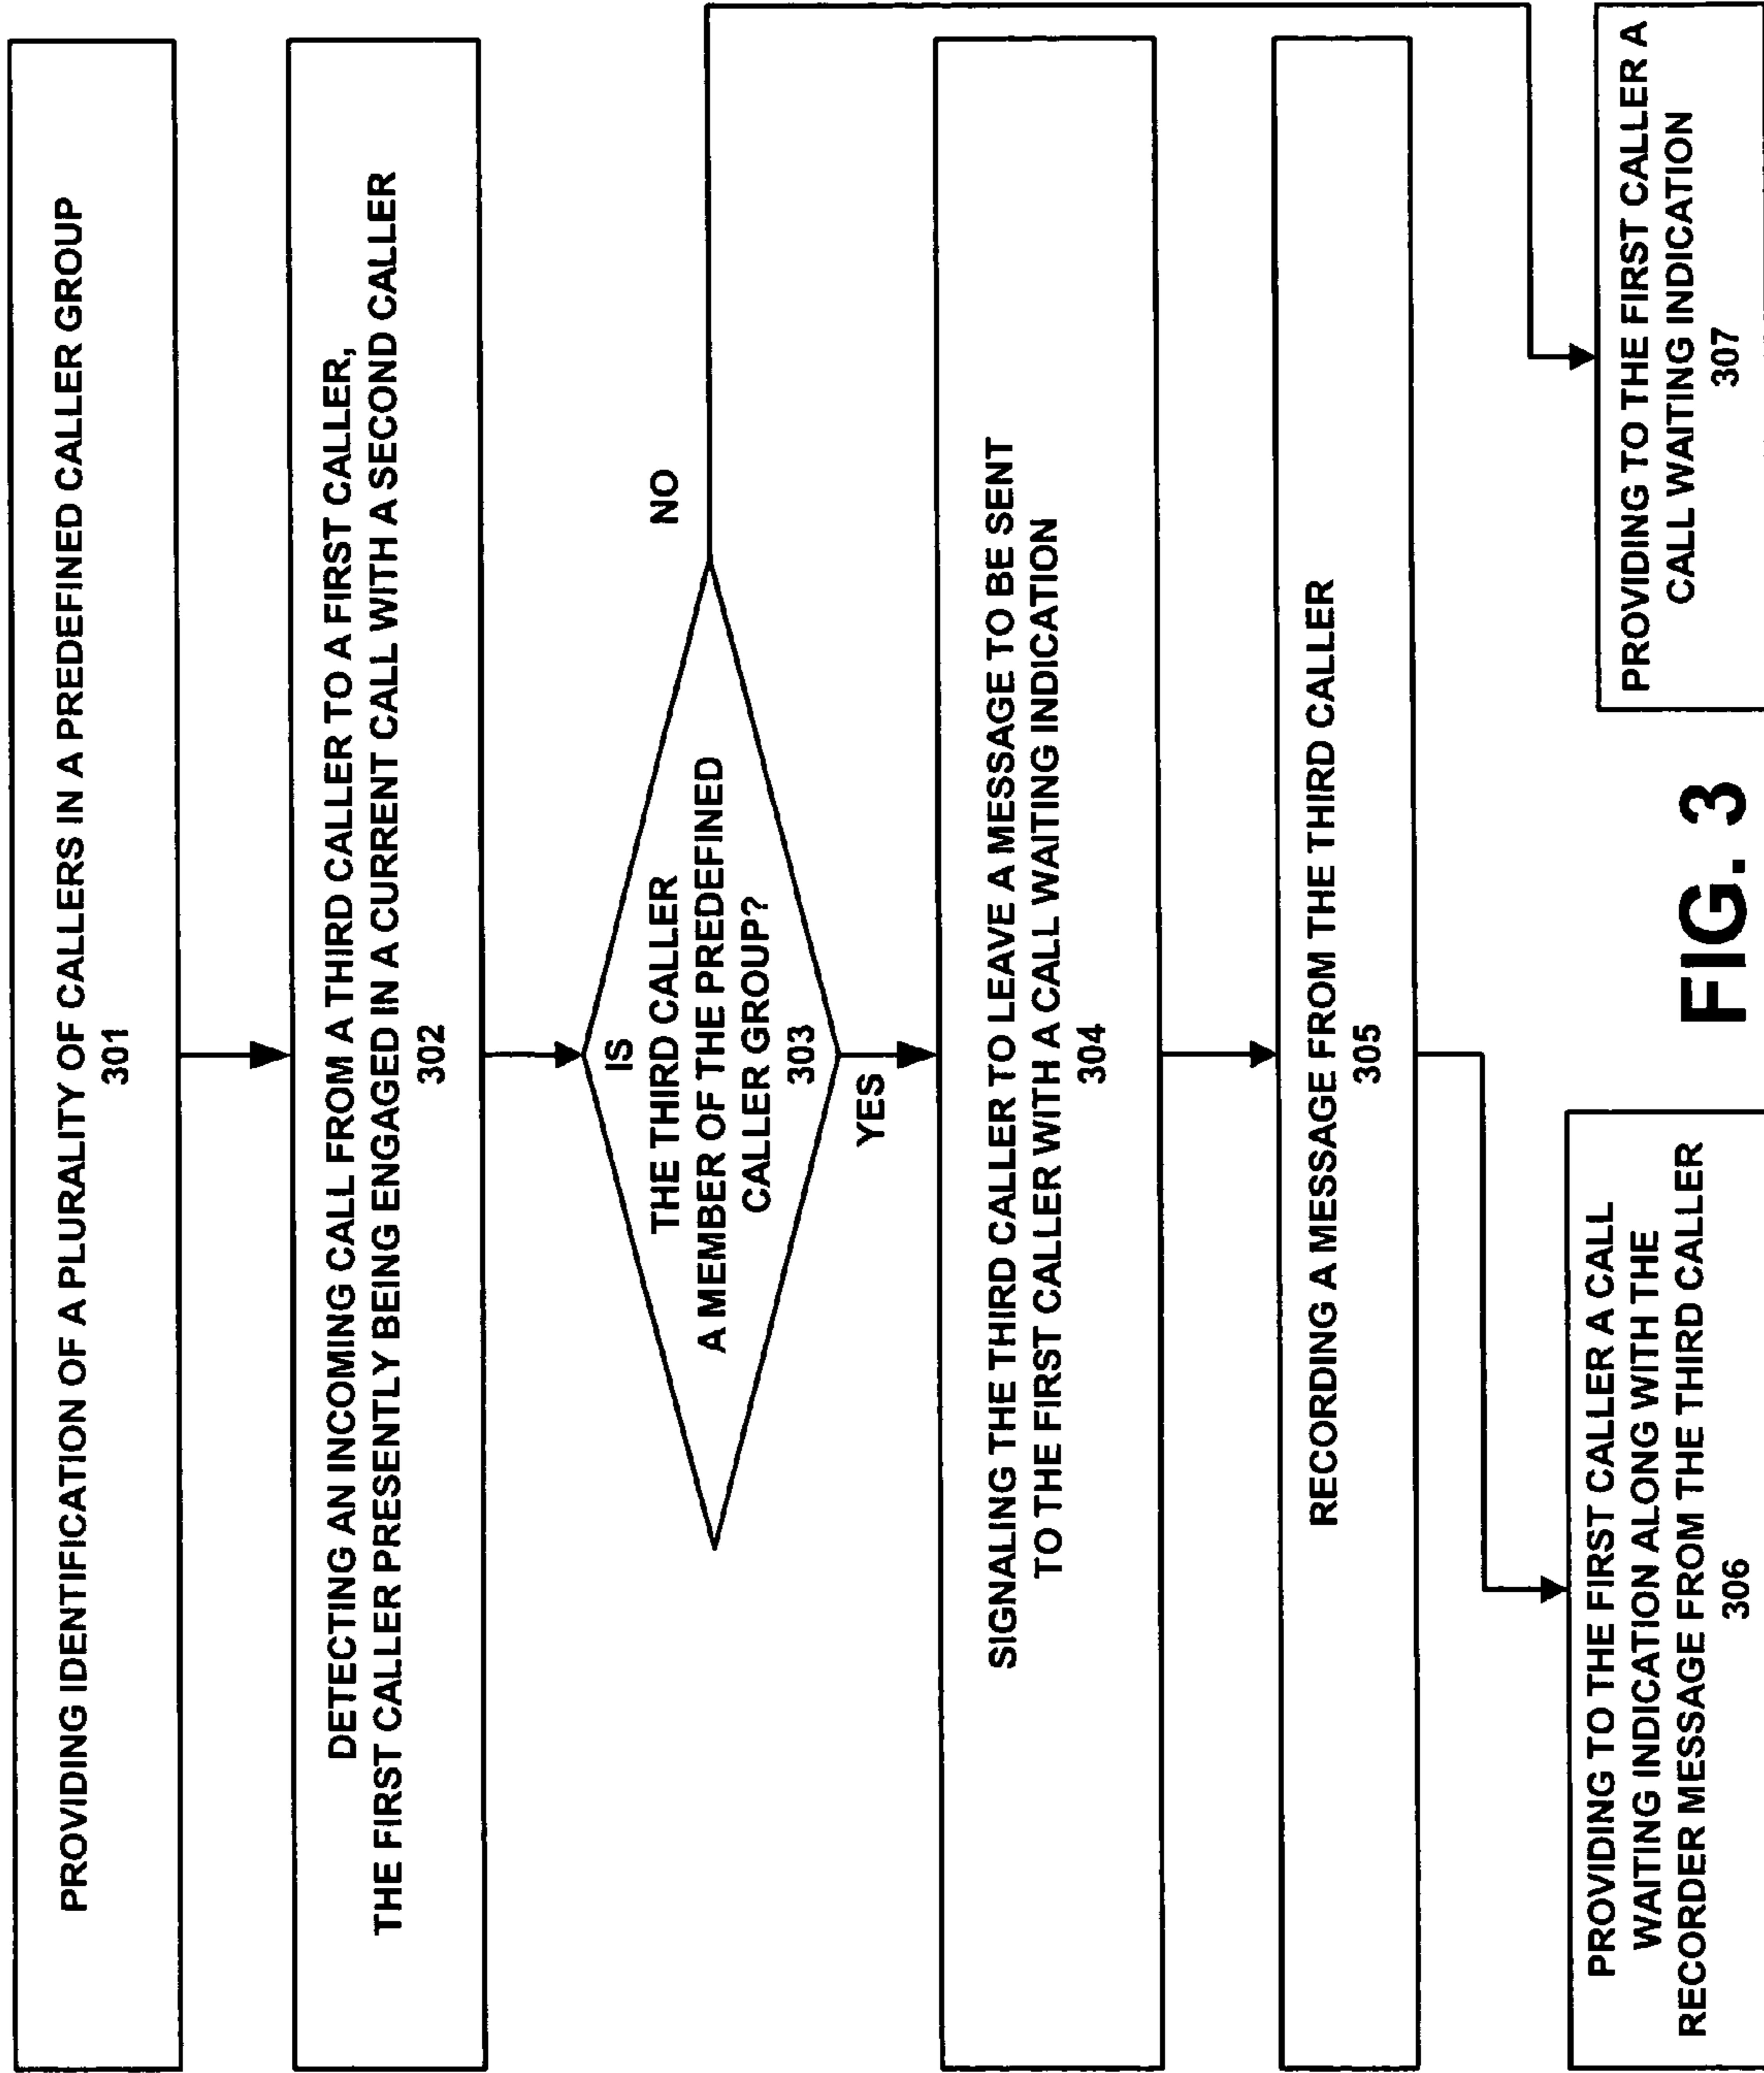 PROVIDING IDENTIFICATION OF A PLURALITY OF CALLERS IN A PREDEFINED CALLER GROUP
301
DETECTING AN INCOMING CALL FROM A THIRD CALLER TO A FIRST CALLER,
THE FIRST CALLER PRESENTLY BEING ENGAGED IN A CURRENT CALL WITH A SECOND CALLER
302
IS
THE THIRD CALLER
A MEMBER OF THE PREDEFINED
CALLER GROUP?
303
NO
YES
SIGNALING THE THIRD CALLER TO LEAVE A MESSAGE TO BE SENT
TO THE FIRST CALLER WITH A CALL WAITING INDICATION
304
RECORDING A MESSAGE FROM THE THIRD CALLER
305
PROVIDING TO THE FIRST CALLER A CALL
WAITING INDICATION ALONG WITH THE
RECORDER MESSAGE FROM THE THIRD CALLER
306
PROVIDING TO THE FIRST CALLER A
CALL WAITING INDICATION
307
FIG. 3